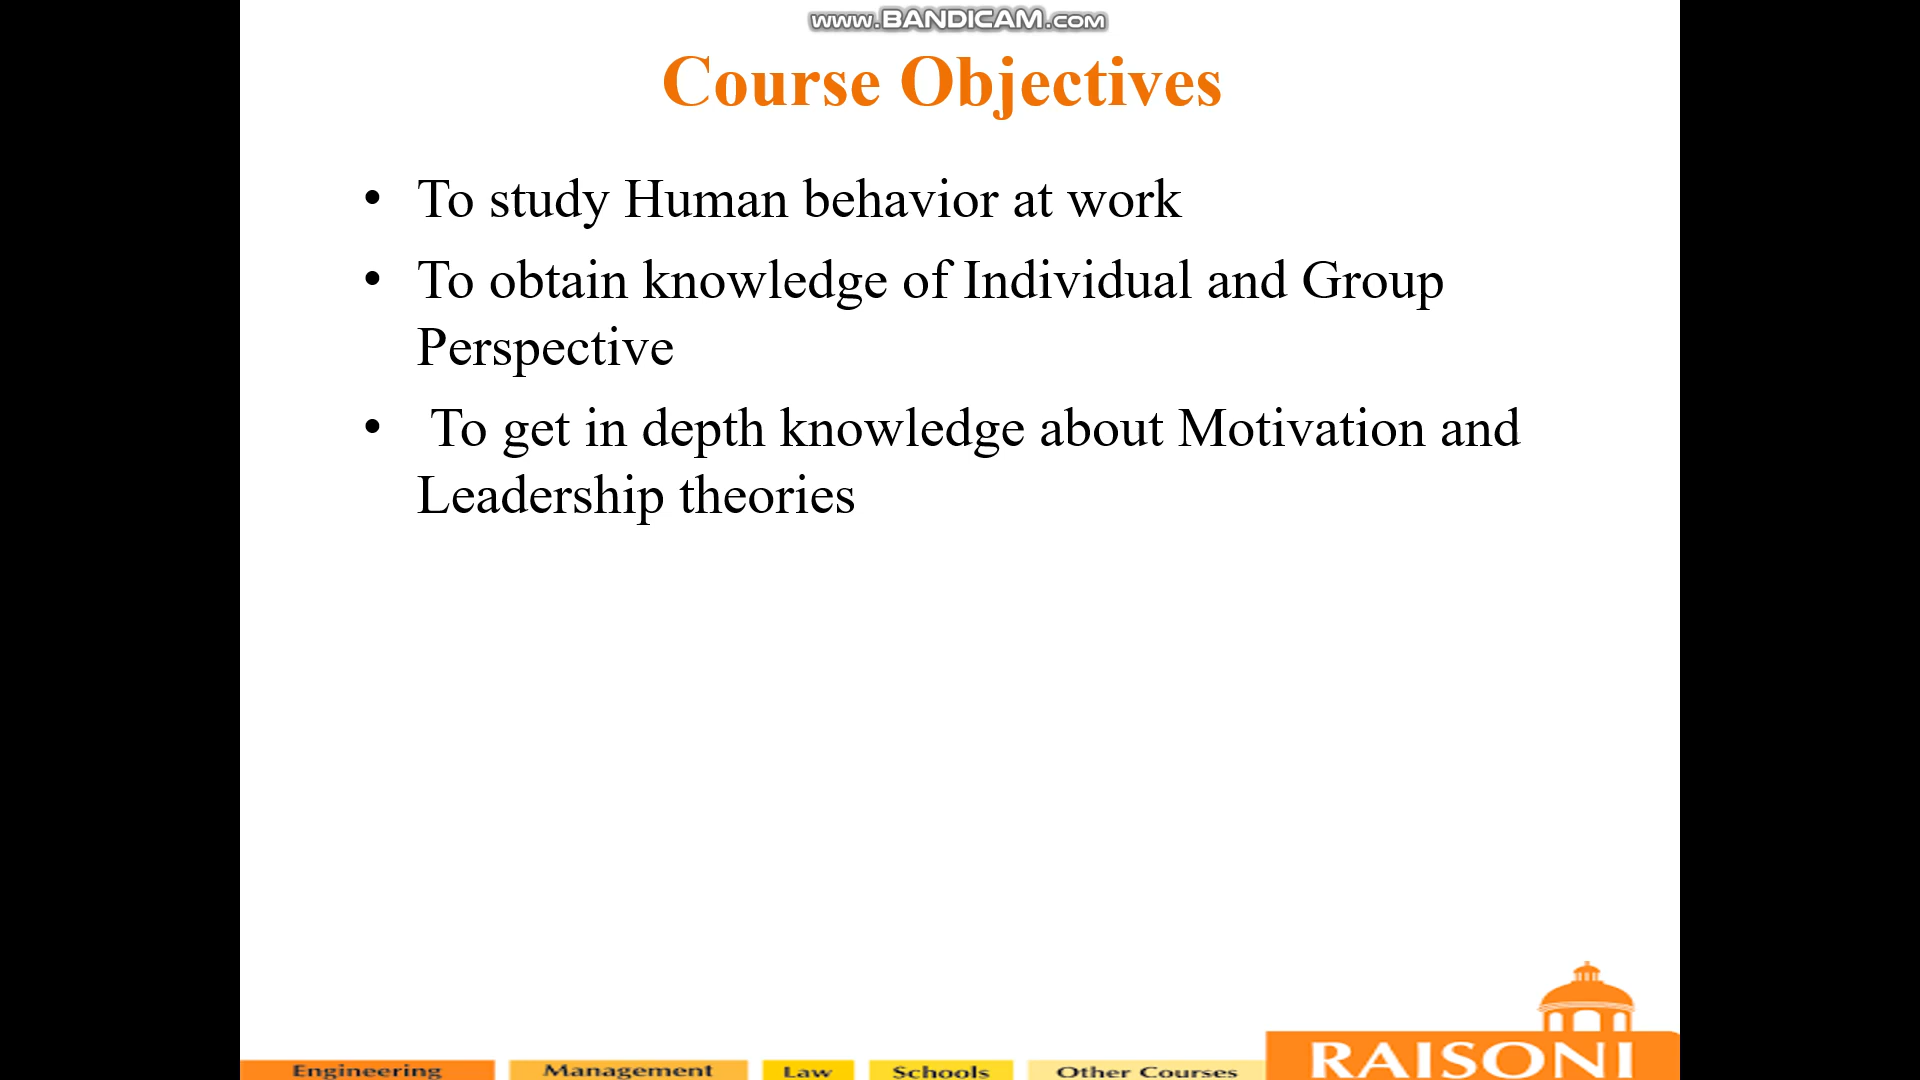 www.BANDICAM.com
Course Objectives
• To study Human behavior at work
• To obtain knowledge of Individual and Group
Perspective
• To get in depth knowledge about Motivation and
Leadership theories
Engineering Management Law Schools Other Courses RAISONI